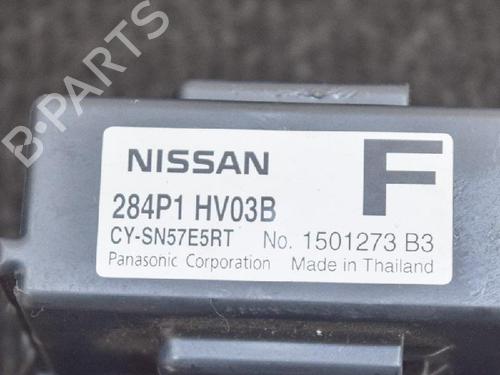 B·PARTS
NISSAN
F
284P1 HV03B
CY-SN57E5RT No. 1501273 B3
Panasonic Corporation Made in Thailand